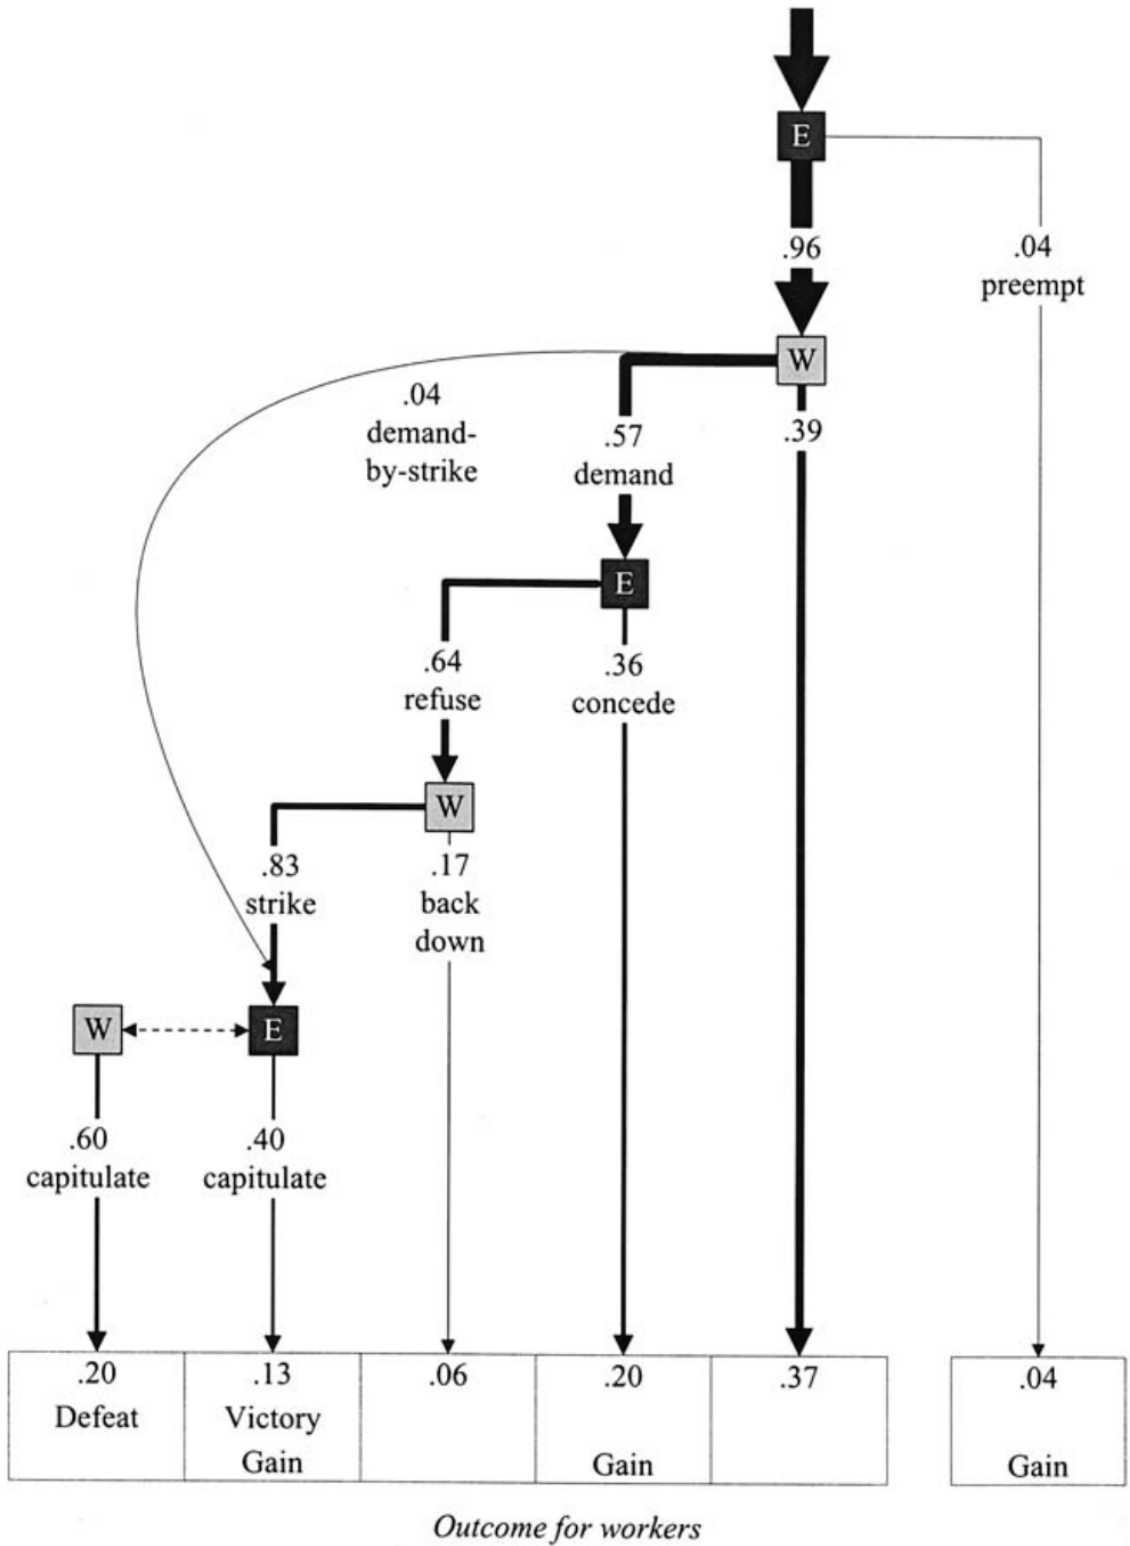 E
.96
.04
preempt
W
.04
demand-
by-strike
.57
demand
.39
E
.64
refuse
.36
concede
W
.83
strike
.17
back
down
W
E
.60
capitulate
.40
capitulate
.20
Defeat
.13
Victory
Gain
.06
.20
Gain
.37
.04
Gain
Outcome for workers